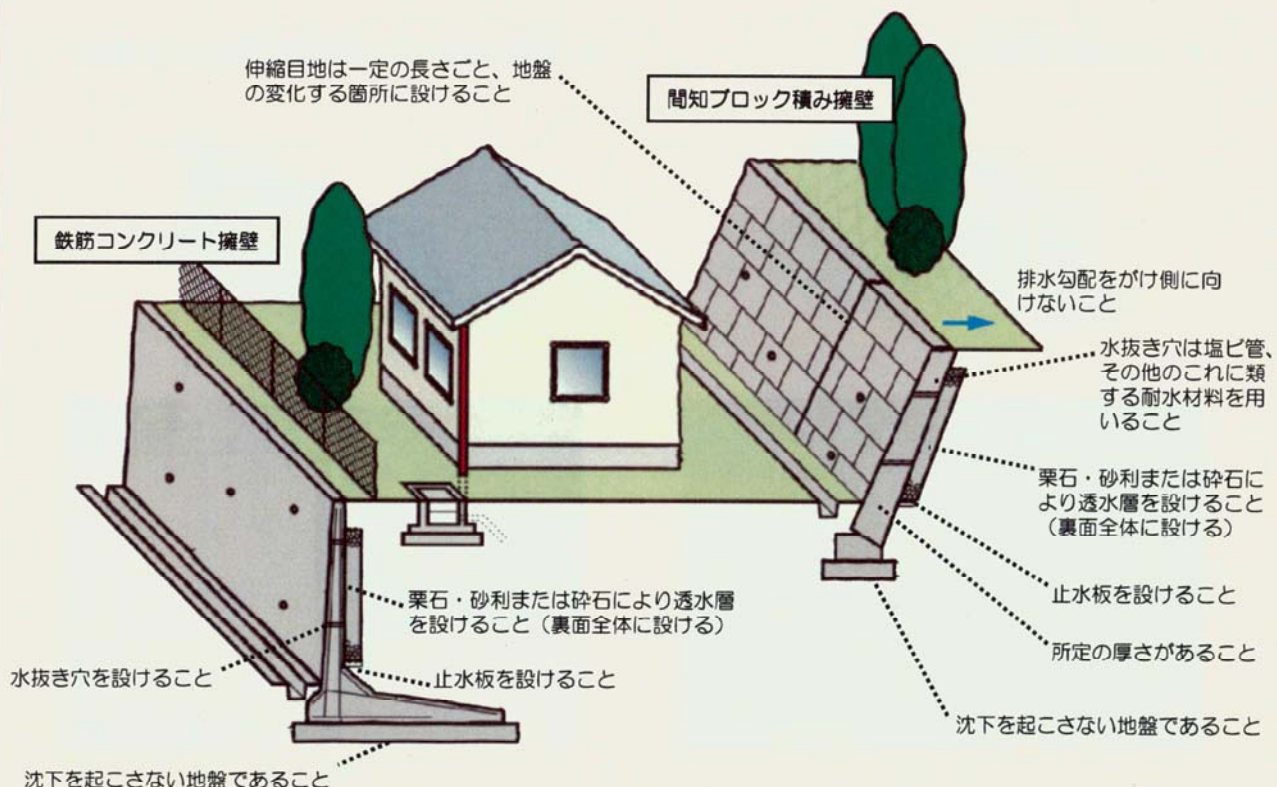 伸縮目地は一定の長さごと、地盤
の変化する箇所に設けること
間知ブロック積み擁壁
鉄筋コンクリート擁壁
排水勾配をがけ側に向
けないこと
水抜き穴は塩ビ管、
その他のこれに類
する耐水材料を用
いること
栗石・砂利または砕石に
より透水層を設けること
（裏面全体に設ける）
止水板を設けること
所定の厚さがあること
沈下を起こさない地盤であること
栗石・砂利または砕石により透水層
を設けること（裏面全体に設ける）
水抜き穴を設けること
止水板を設けること
沈下を起こさない地盤であること